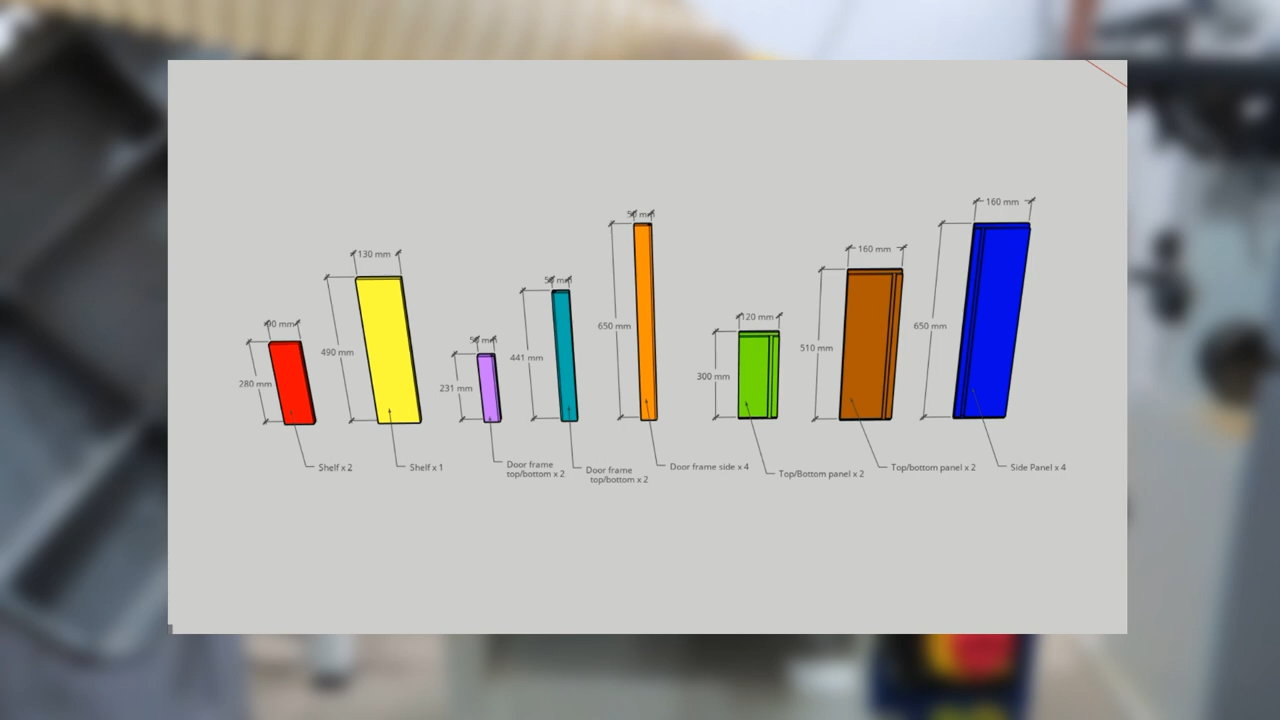 90 mm
280 mm
Shelf x 2
130 mm
490 mm
Shelf x 1
50 mm
231 mm
Door frame
top/bottom x 2
50 mm
441 mm
Door frame
top/bottom x 2
50 mm
650 mm
Door frame side x 4
120 mm
300 mm
Top/Bottom panel x 2
160 mm
510 mm
Top/bottom panel x 2
160 mm
650 mm
Side Panel x 4